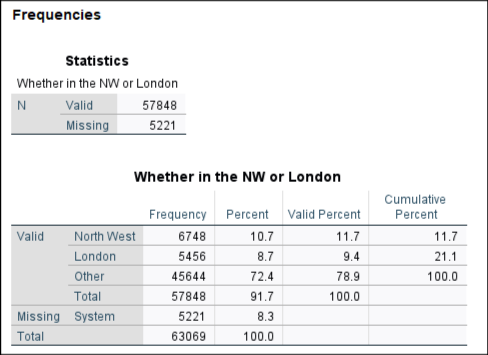 Frequencies
Statistics
Whether in the NW or London
N Valid 57848
Missing 5221
Whether in the NW or London
Frequency Percent Valid Percent Cumulative Percent
Valid North West 6748 10.7 11.7 11.7
London 5456 8.7 9.4 21.1
Other 45644 72.4 78.9 100.0
Total 57848 91.7 100.0
Missing System 5221 8.3
Total 63069 100.0